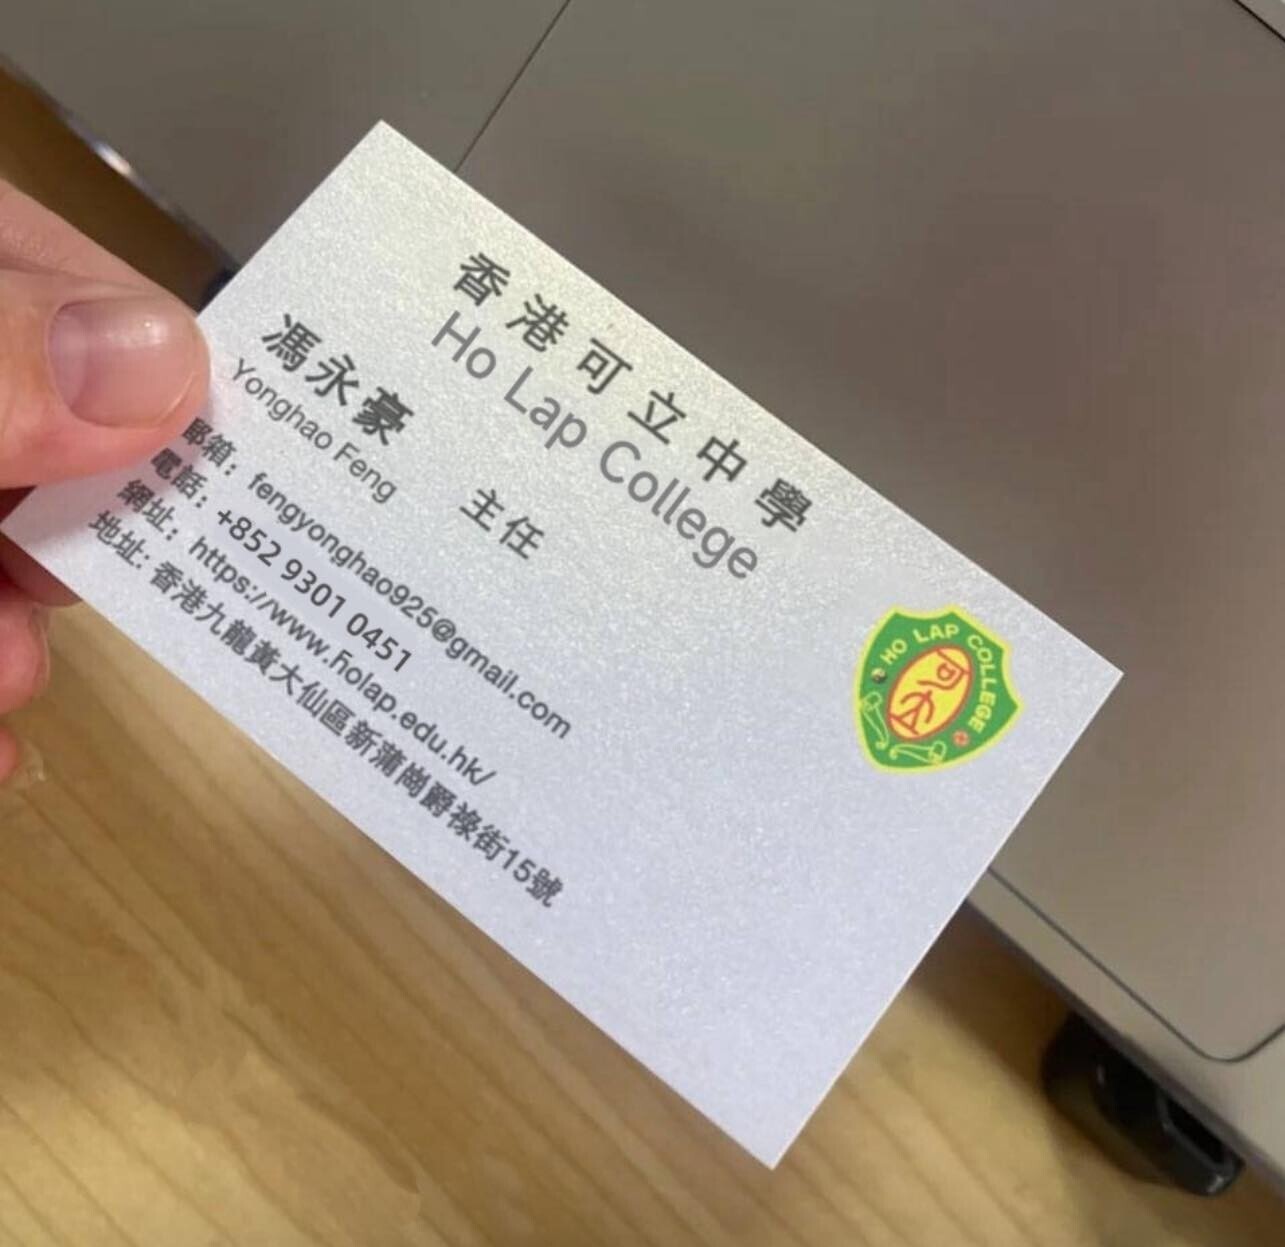 香港可立中學
Ho Lap College
馮永豪 主任
Yonghao Feng
郵箱：fengyonghao925@gmail.com
電話：+852 9301 0451
網址：https://www.holap.edu.hk/
地址：香港九龍黃大仙區新蒲崗爵祿街15號
HO LAP COLLEGE
可立